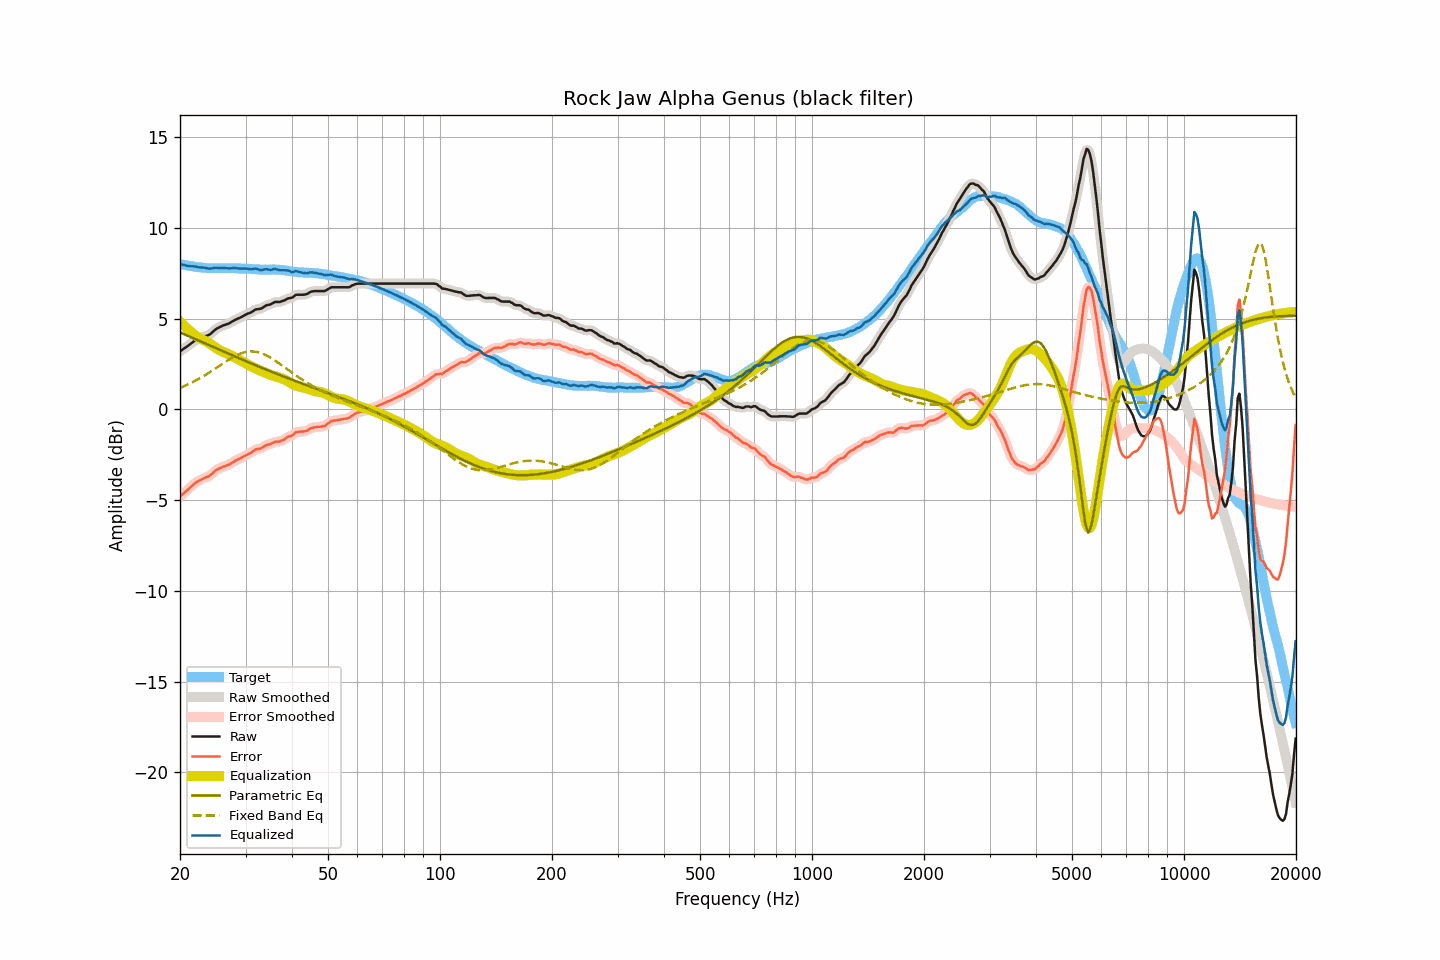 Rock Jaw Alpha Genus (black filter)
15
10
5
0
−5
−10
−15
−20
Amplitude (dBr)
Target
Raw Smoothed
Error Smoothed
Raw
Error
Equalization
Parametric Eq
Fixed Band Eq
Equalized
20 50 100 200 500 1000 2000 5000 10000 20000
Frequency (Hz)